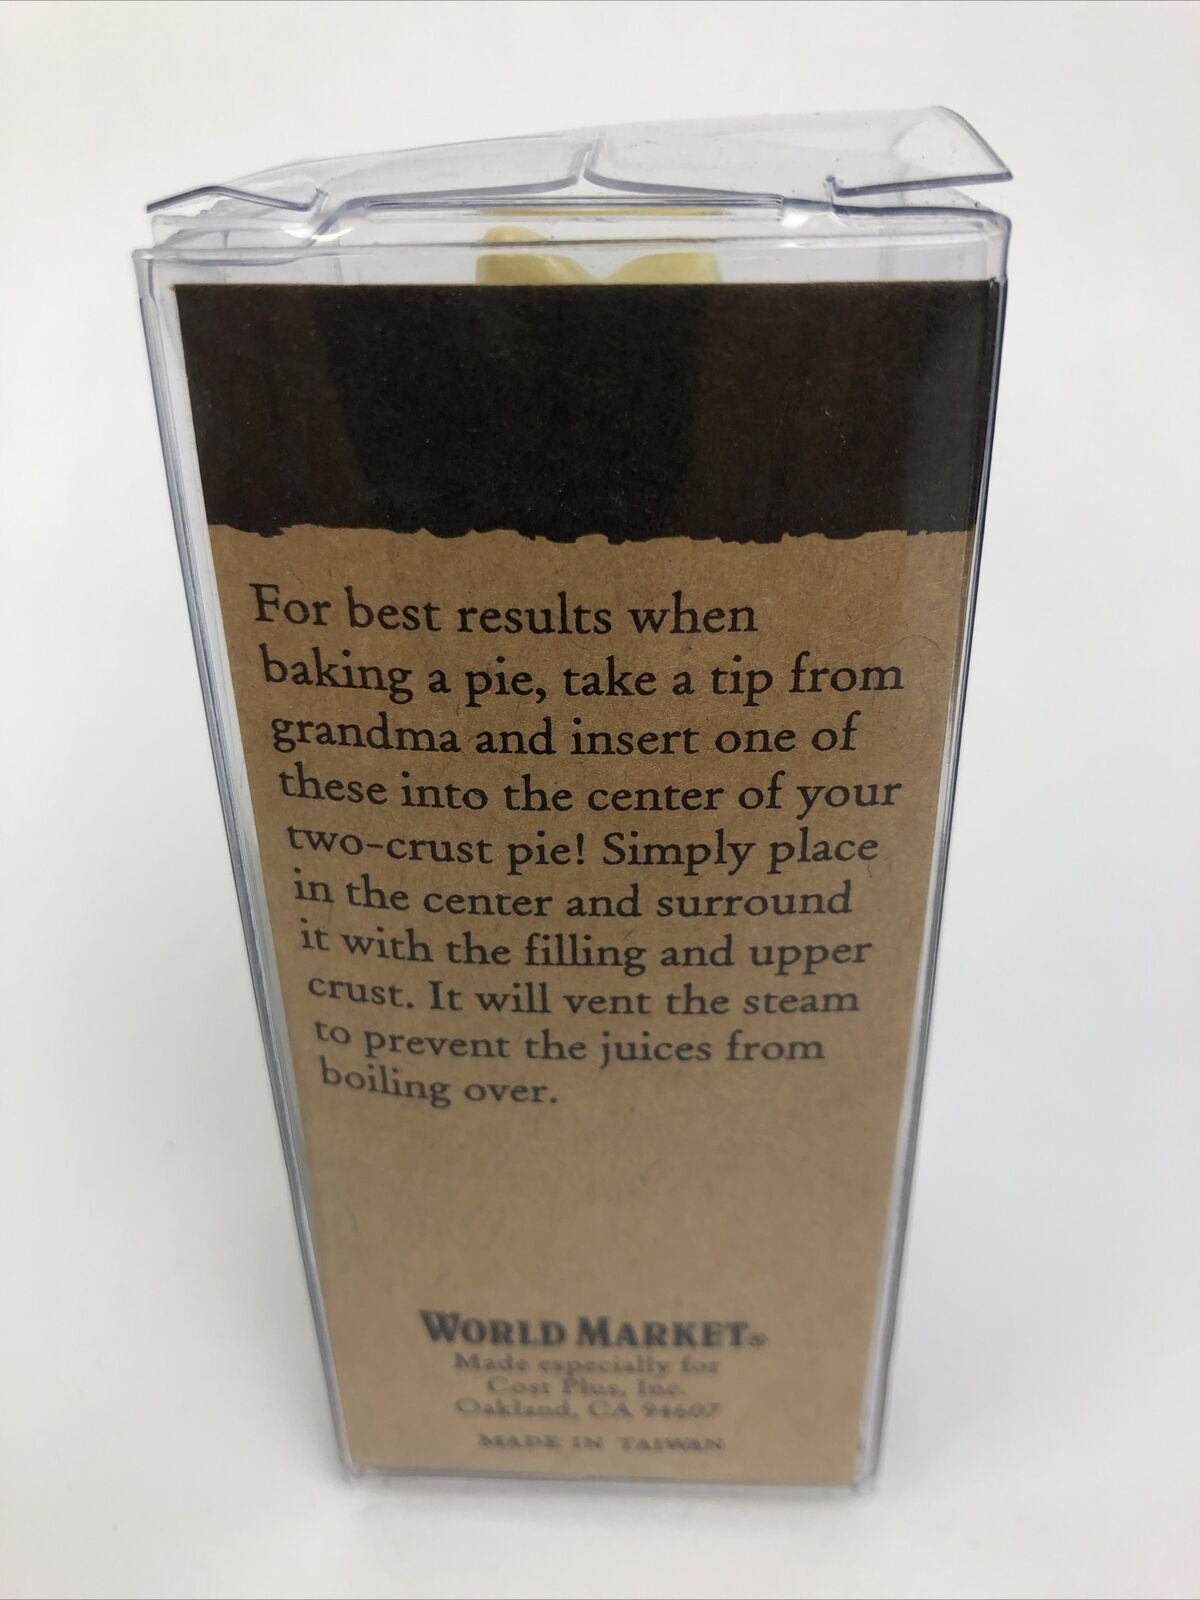 For best results when
baking a pie, take a tip from
grandma and insert one of
these into the center of your
two-crust pie! Simply place
in the center and surround
it with the filling and upper
crust. It will vent the steam
to prevent the juices from
boiling over.
WORLD MARKET®
Made especially for
Cost Plus, Inc.
Oakland, CA 94607
MADE IN TAIWAN